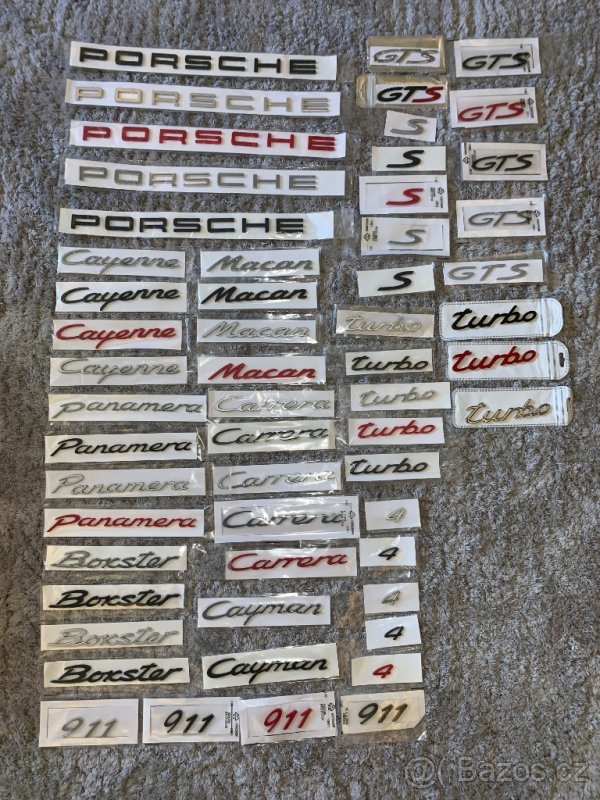 PORSCHE
PORSCHE
PORSCHE
PORSCHE
PORSCHE
GTS
GTS
GTS
GTS
S
S
GTS
S
S
GTS
S
GTS
Cayenne
Macan
Cayenne
Macan
Cayenne
Macan
Cayenne
Macan
turbo
turbo
turbo
turbo
turbo
turbo
turbo
turbo
Panamera
Carrera
Panamera
Carrera
Panamera
Carrera
Panamera
Carrera
4
Boxster
Carrera
4
Boxster
Cayman
4
Boxster
4
Boxster
Cayman
4
911
911
911
911
Bazos.cz